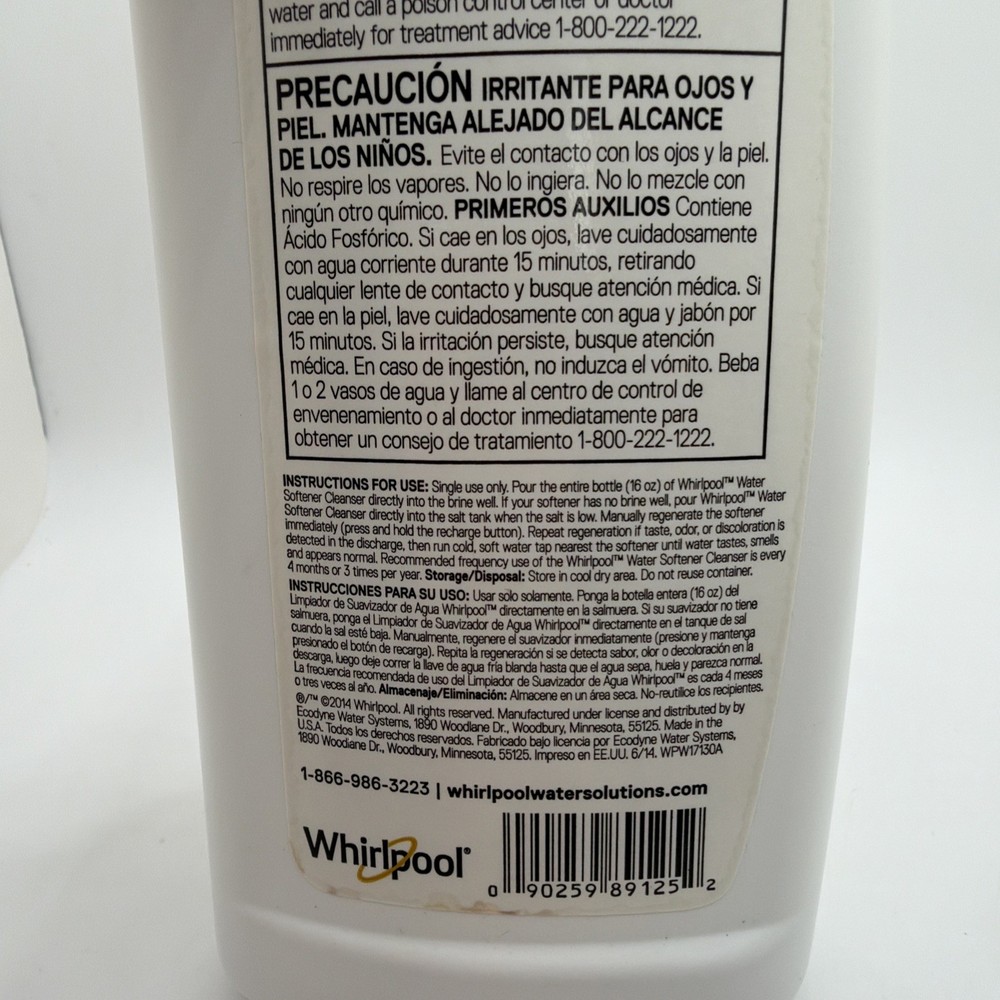 water and call a poison control center or doctor
immediately for treatment advice 1-800-222-1222.
PRECAUCIÓN IRRITANTE PARA OJOS Y
PIEL. MANTENGA ALEJADO DEL ALCANCE
DE LOS NIÑOS. Evite el contacto con los ojos y la piel.
No respire los vapores. No lo ingiera. No lo mezcle con
ningún otro químico. PRIMEROS AUXILIOS Contiene
Ácido Fosfórico. Si cae en los ojos, lave cuidadosamente
con agua corriente durante 15 minutos, retirando
cualquier lente de contacto y busque atención médica. Si
cae en la piel, lave cuidadosamente con agua y jabón por
15 minutos. Si la irritación persiste, busque atención
médica. En caso de ingestión, no induzca el vómito. Beba
1 o 2 vasos de agua y llame al centro de control de
envenenamiento o al doctor inmediatamente para
obtener un consejo de tratamiento 1-800-222-1222.
INSTRUCTIONS FOR USE: Single use only. Pour the entire bottle (16 oz) of Whirlpool™ Water
Softener Cleanser directly into the brine well. If your softener has no brine well, pour Whirlpool™ Water
Softener Cleanser directly into the salt tank when the salt is low. Manually regenerate the softener
immediately (press and hold the recharge button). Repeat regeneration if taste, odor, or discoloration is
detected in the discharge, then run cold, soft water tap nearest the softener until water tastes, smells
and appears normal. Recommended frequency use of the Whirlpool™ Water Softener Cleanser is every
4 months or 3 times per year. Storage/Disposal: Store in cool dry area. Do not reuse container.
INSTRUCCIONES PARA SU USO: Usar sólo solamente. Ponga la botella entera (16 oz) del
Limpiador de Suavizador de Agua Whirlpool™ directamente en la salmuera. Si su suavizador no tiene
salmuera, ponga el Limpiador de Suavizador de Agua Whirlpool™ directamente en el tanque de sal
cuando la sal esté baja. Manualmente, regenere el suavizador inmediatamente (presione y mantenga
presionado el botón de recarga). Repita la regeneración si se detecta sabor, olor o decoloración en la
descarga, luego deje correr la llave de agua fría blanda hasta que el agua sepa, huela y parezca normal.
La frecuencia recomendada de uso del Limpiador de Suavizador de Agua Whirlpool™ es cada 4 meses
o tres veces al año. Almacenaje/Eliminación: Almacene en un área seca. No-reutilice los recipientes.
®/™ ©2014 Whirlpool. All rights reserved. Manufactured under license and distributed by by
Ecodyne Water Systems, 1890 Woodlane Dr., Woodbury, Minnesota, 55125. Made in the
U.S.A. Todos los derechos reservados. Fabricado bajo licencia por Ecodyne Water Systems,
1890 Woodlane Dr., Woodbury, Minnesota, 55125. Impreso en EE.UU. 6/14. WPW17130A
1-866-986-3223 | whirlpoolwatersolutions.com
Whirlpool®
0 90259 89125 2